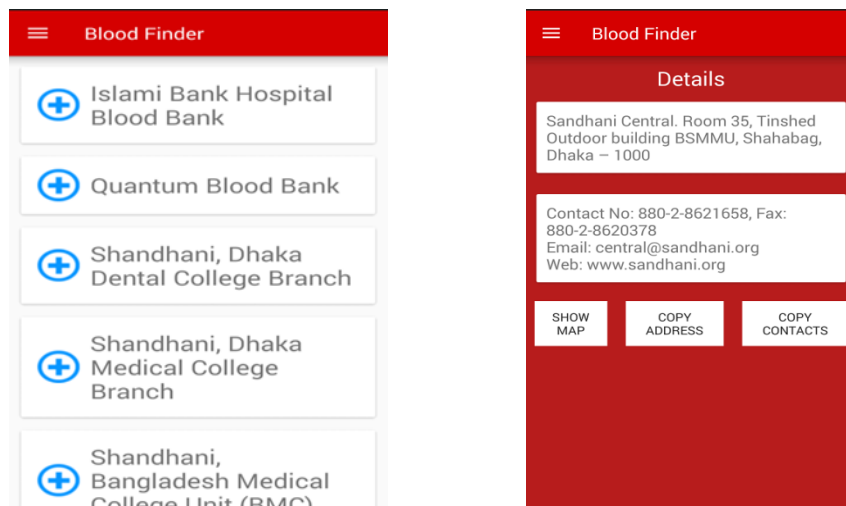 Blood Finder
Islami Bank Hospital
Blood Bank
Quantum Blood Bank
Shandhani, Dhaka
Dental College Branch
Shandhani, Dhaka
Medical College
Branch
Shandhani,
Bangladesh Medical
College Unit (BMC)
Blood Finder
Details
Sandhani Central. Room 35, Tinshed
Outdoor building BSMMU, Shahabag,
Dhaka – 1000
Contact No: 880-2-8621658, Fax:
880-2-8620378
Email: central@sandhani.org
Web: www.sandhani.org
SHOW
MAP
COPY
ADDRESS
COPY
CONTACTS